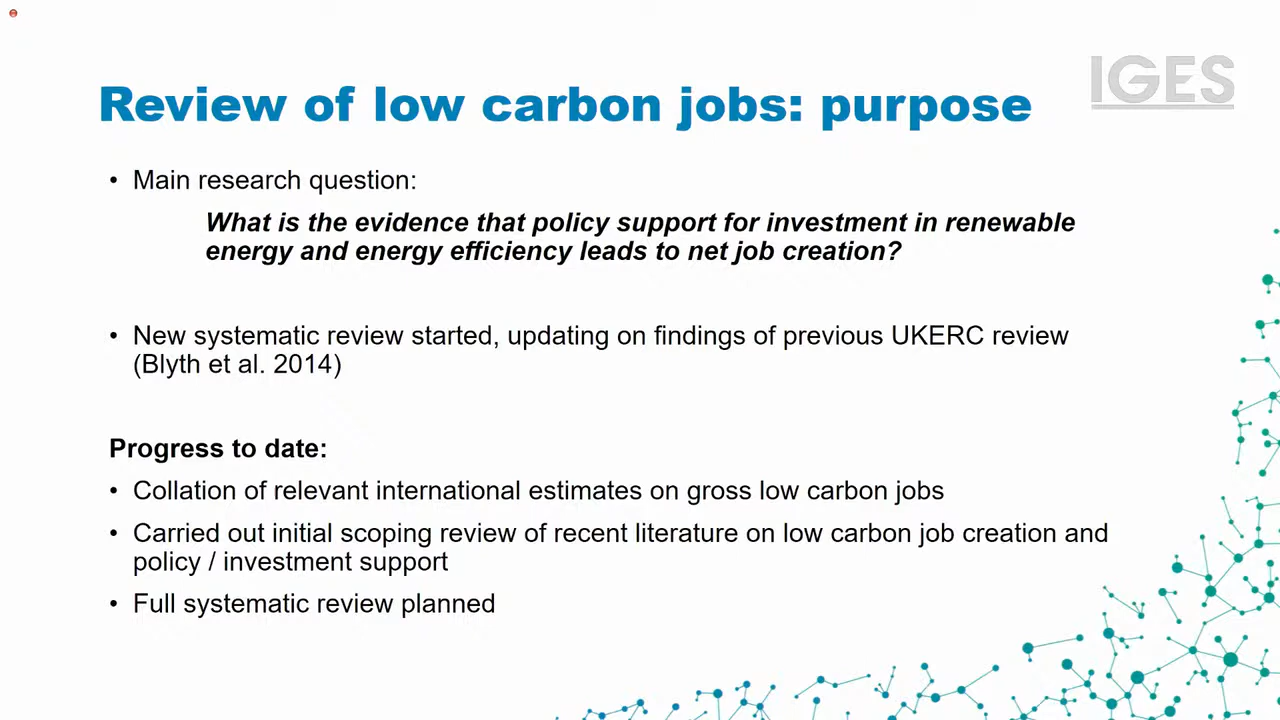 IGES
Review of low carbon jobs: purpose
• Main research question:
What is the evidence that policy support for investment in renewable
energy and energy efficiency leads to net job creation?
• New systematic review started, updating on findings of previous UKERC review
(Blyth et al. 2014)
Progress to date:
• Collation of relevant international estimates on gross low carbon jobs
• Carried out initial scoping review of recent literature on low carbon job creation and
policy / investment support
• Full systematic review planned